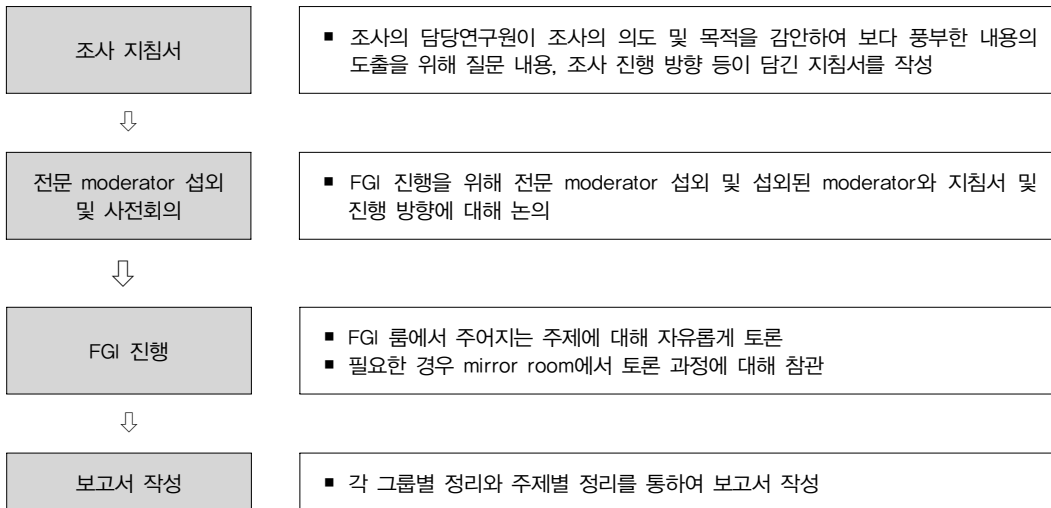 조사 지침서
▪ 조사의 담당연구원이 조사의 의도 및 목적을 감안하여 보다 풍부한 내용의
도출을 위해 질문 내용, 조사 진행 방향 등이 담긴 지침서를 작성
전문 moderator 섭외
및 사전회의
▪ FGI 진행을 위해 전문 moderator 섭외 및 섭외된 moderator와 지침서 및
진행 방향에 대해 논의
FGI 진행
▪ FGI 룸에서 주어지는 주제에 대해 자유롭게 토론
▪ 필요한 경우 mirror room에서 토론 과정에 대해 참관
보고서 작성
▪ 각 그룹별 정리와 주제별 정리를 통하여 보고서 작성